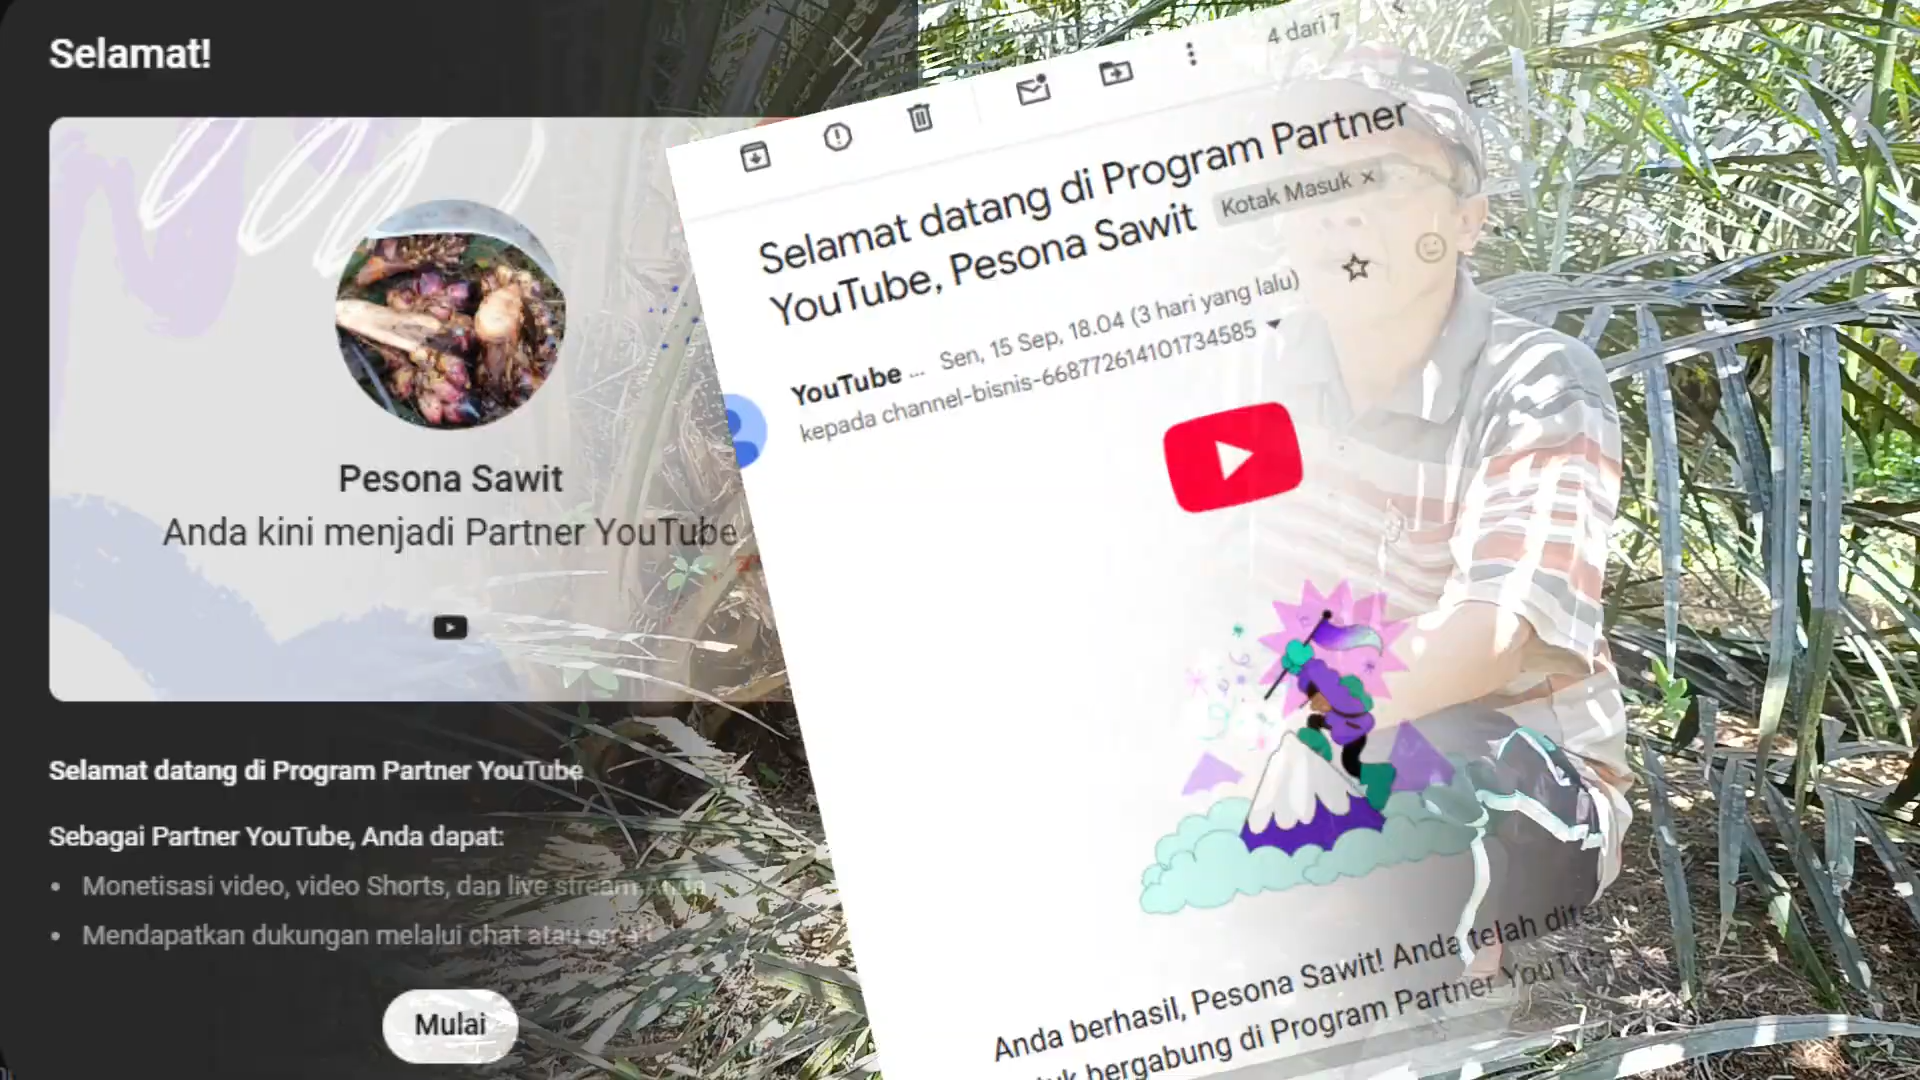 Selamat!
Pesona Sawit
Anda kini menjadi Partner YouTube
Selamat datang di Program Partner YouTube
Sebagai Partner YouTube, Anda dapat:
• Monetisasi video, video Shorts, dan live stream Anda
• Mendapatkan dukungan melalui chat atau email
Mulai
4 dari 7
Selamat datang di Program Partner
YouTube, Pesona Sawit Kotak Masuk ×
YouTube ... Sen, 15 Sep, 18.04 (3 hari yang lalu)
kepada channel-bisnis-668772614101734585
Anda berhasil, Pesona Sawit! Anda telah
bergabung di Program Partner YouTube